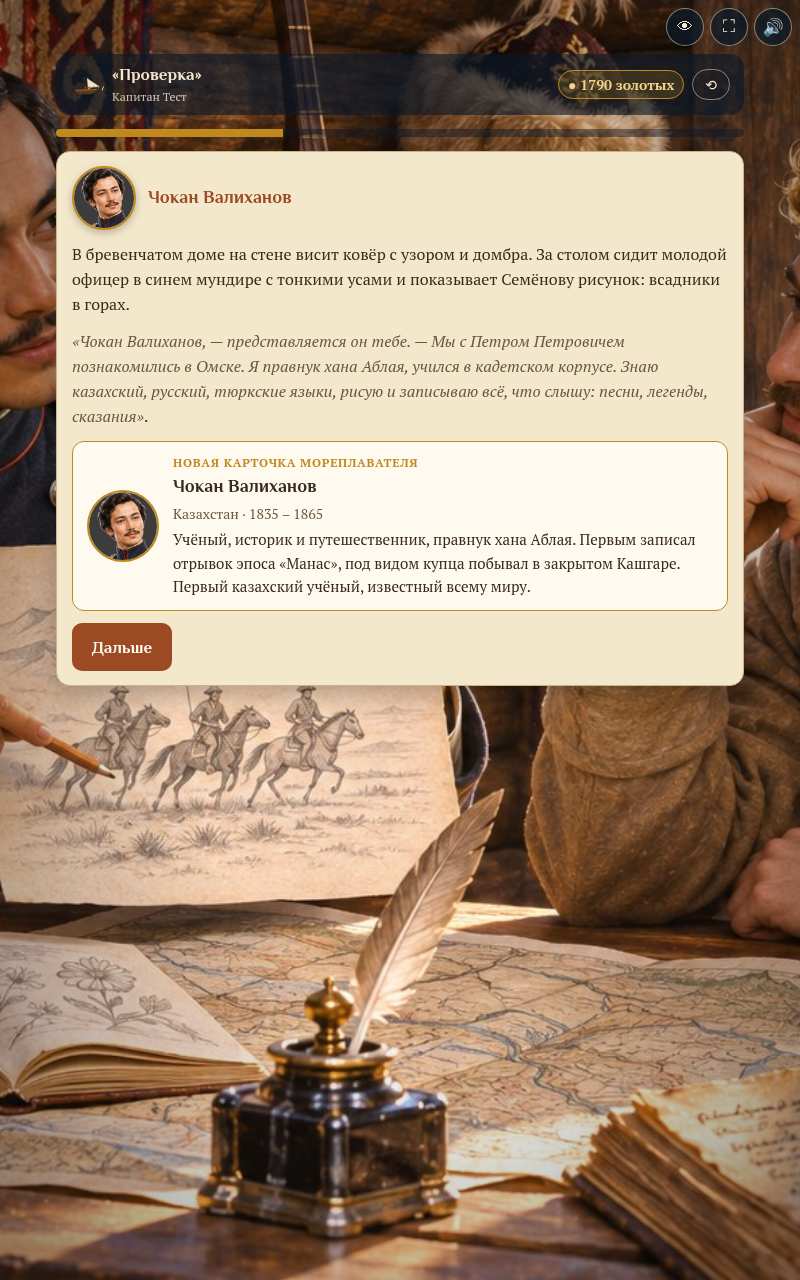 «Проверка»
Капитан Тест
1790 золотых
Чокан Валиханов
В бревенчатом доме на стене висит ковёр с узором и домбра. За столом сидит молодой
офицер в синем мундире с тонкими усами и показывает Семёнову рисунок: всадники
в горах.
«Чокан Валиханов, — представляется он тебе. — Мы с Петром Петровичем
познакомились в Омске. Я правнук хана Аблая, учился в кадетском корпусе. Знаю
казахский, русский, тюркские языки, рисую и записываю всё, что слышу: песни, легенды,
сказания».
НОВАЯ КАРТОЧКА МОРЕПЛАВАТЕЛЯ
Чокан Валиханов
Казахстан · 1835 – 1865
Учёный, историк и путешественник, правнук хана Аблая. Первым записал
отрывок эпоса «Манас», под видом купца побывал в закрытом Кашгаре.
Первый казахский учёный, известный всему миру.
Дальше